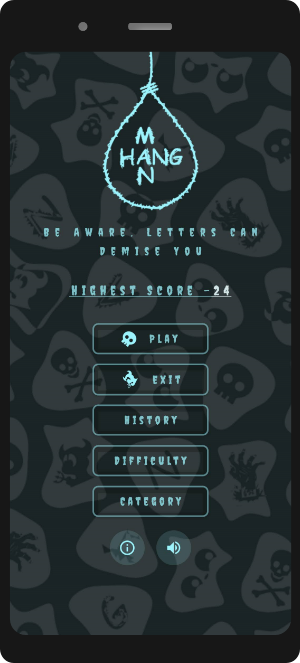 M
HANG
N
BE AWARE, LETTERS CAN
DEMISE YOU
HIGHEST SCORE -24
PLAY
EXIT
HISTORY
DIFFICULTY
CATEGORY